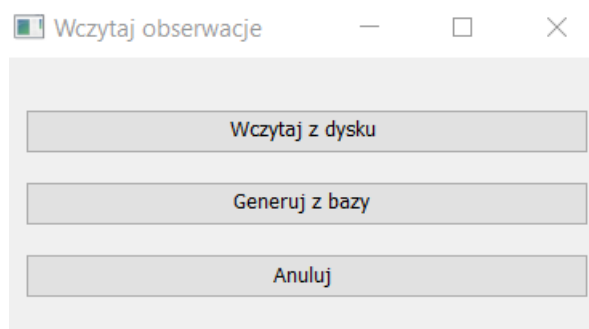 Wczytaj obserwacje
Wczytaj z dysku
Generuj z bazy
Anuluj